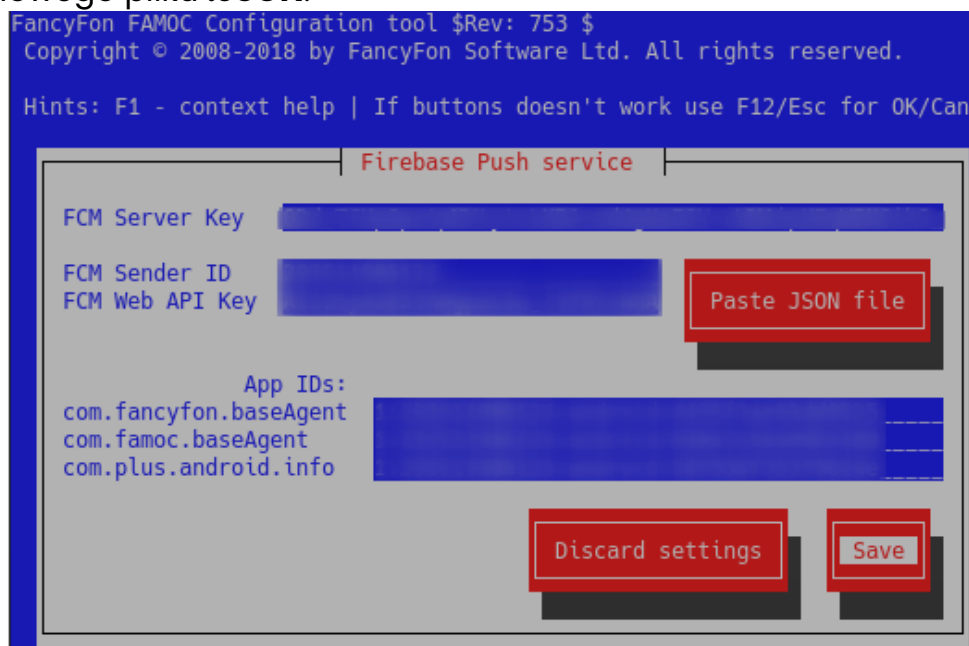 FancyFon FAMOC Configuration tool $Rev: 753 $
Copyright © 2008-2018 by FancyFon Software Ltd. All rights reserved.
Hints: F1 - context help | If buttons doesn't work use F12/Esc for OK/Can
Firebase Push service
FCM Server Key
FCM Sender ID
FCM Web API Key
Paste JSON file
App IDs:
com.fancyfon.baseAgent
com.famoc.baseAgent
com.plus.android.info
Discard settings
Save